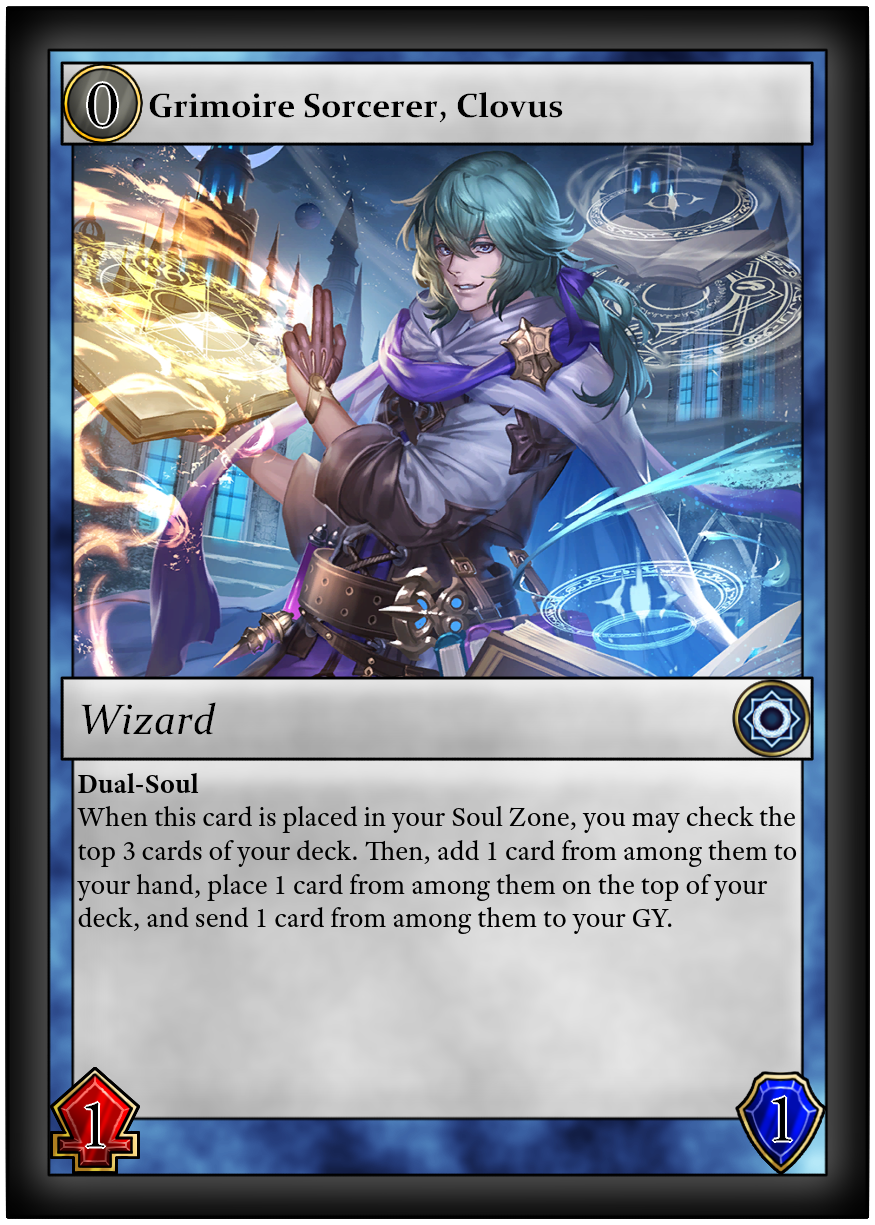 0 Grimoire Sorcerer, Clovus
Wizard
Dual-Soul
When this card is placed in your Soul Zone, you may check the
top 3 cards of your deck. Then, add 1 card from among them to
your hand, place 1 card from among them on the top of your
deck, and send 1 card from among them to your GY.
1 1